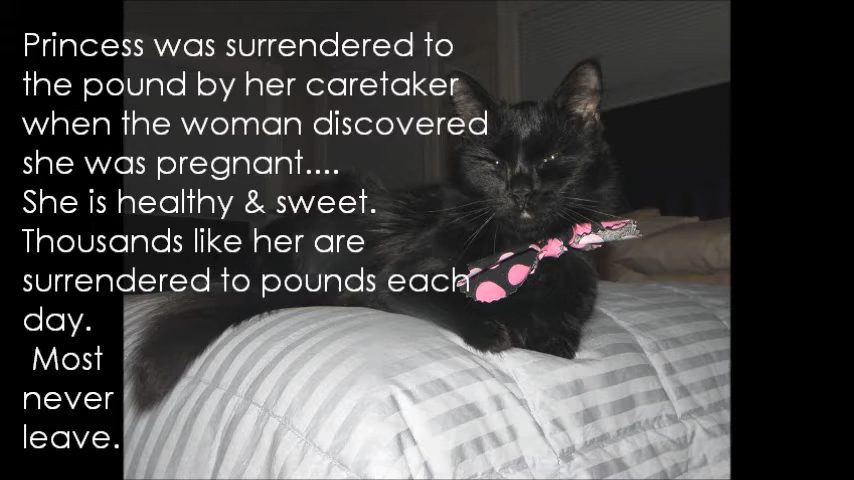 Princess was surrendered to
the pound by her caretaker
when the woman discovered
she was pregnant....
She is healthy & sweet.
Thousands like her are
surrendered to pounds each
day.
Most
never
leave.